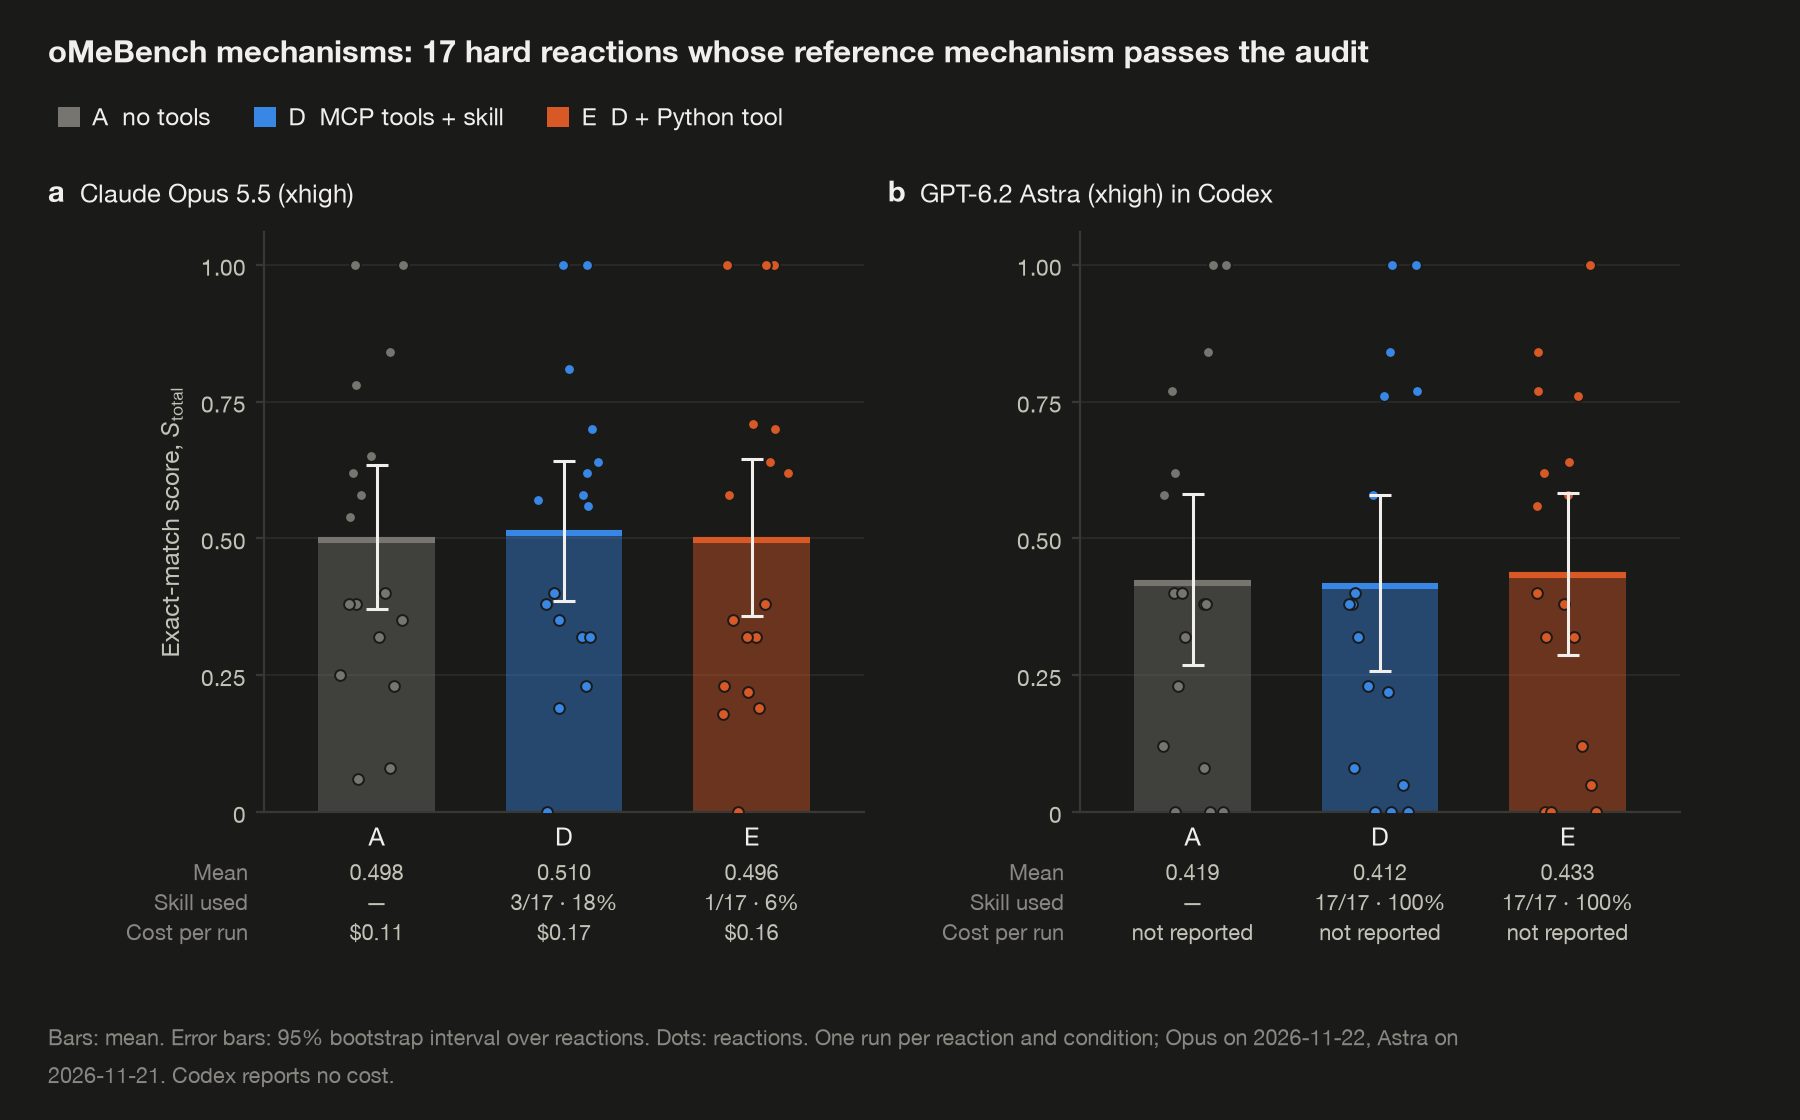 oMeBench mechanisms: 17 hard reactions whose reference mechanism passes the audit
A no tools D MCP tools + skill E D + Python tool
a Claude Opus 5.5 (xhigh)
b GPT-6.2 Astra (xhigh) in Codex
Exact-match score, Stotal
1.00
0.75
0.50
0.25
0
A D E
Mean 0.498 0.510 0.496
Skill used — 3/17 · 18% 1/17 · 6%
Cost per run $0.11 $0.17 $0.16
1.00
0.75
0.50
0.25
0
A D E
Mean 0.419 0.412 0.433
Skill used — 17/17 · 100% 17/17 · 100%
Cost per run not reported not reported not reported
Bars: mean. Error bars: 95% bootstrap interval over reactions. Dots: reactions. One run per reaction and condition; Opus on 2026-11-22, Astra on
2026-11-21. Codex reports no cost.